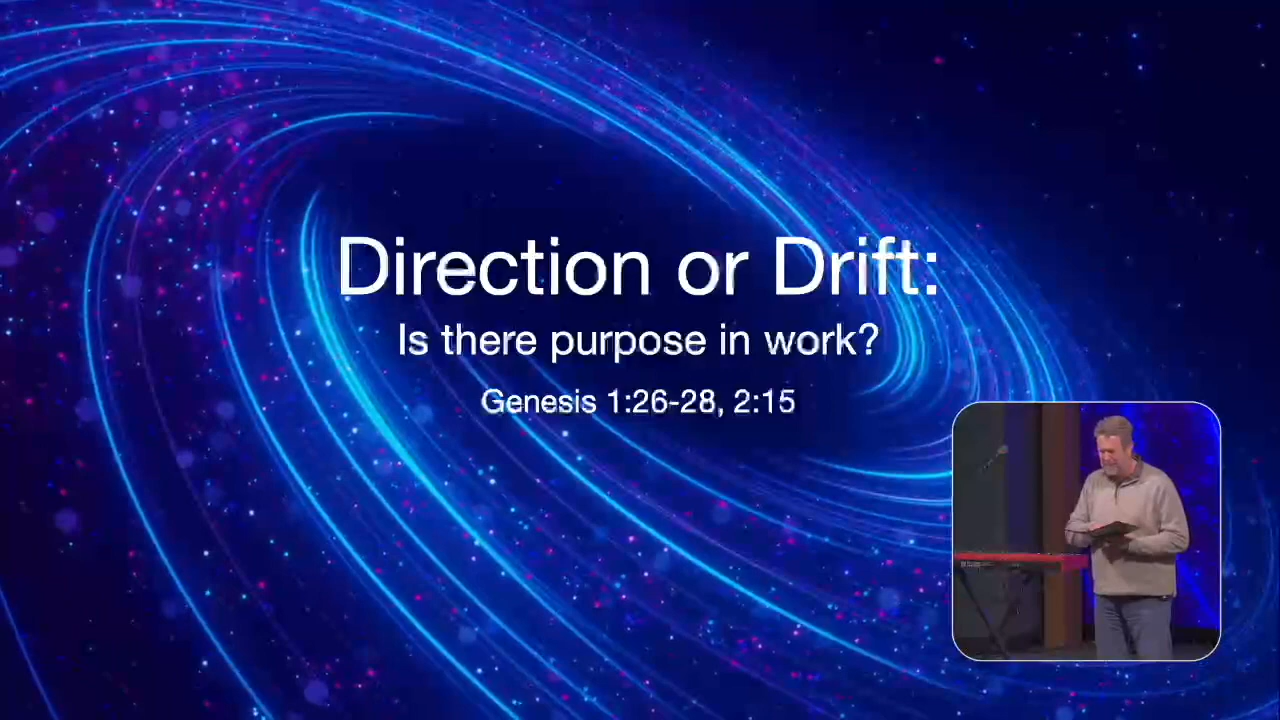 Direction or Drift:
Is there purpose in work?
Genesis 1:26-28, 2:15